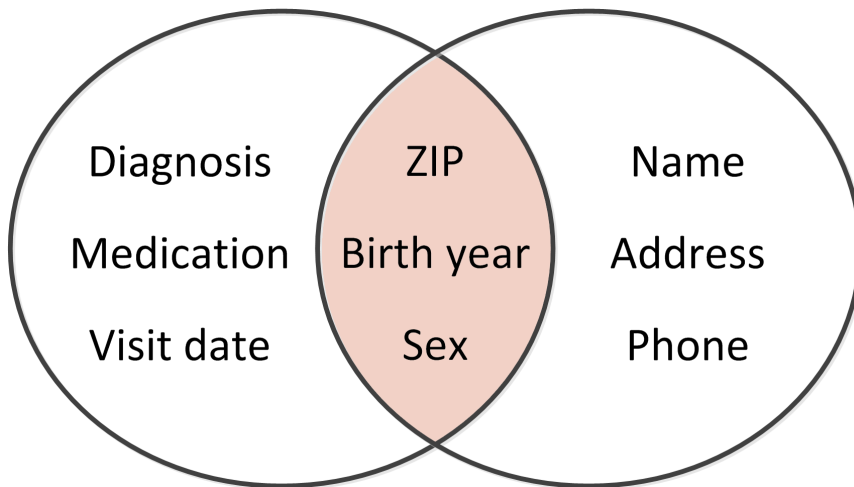 Diagnosis
Medication
Visit date
ZIP
Birth year
Sex
Name
Address
Phone